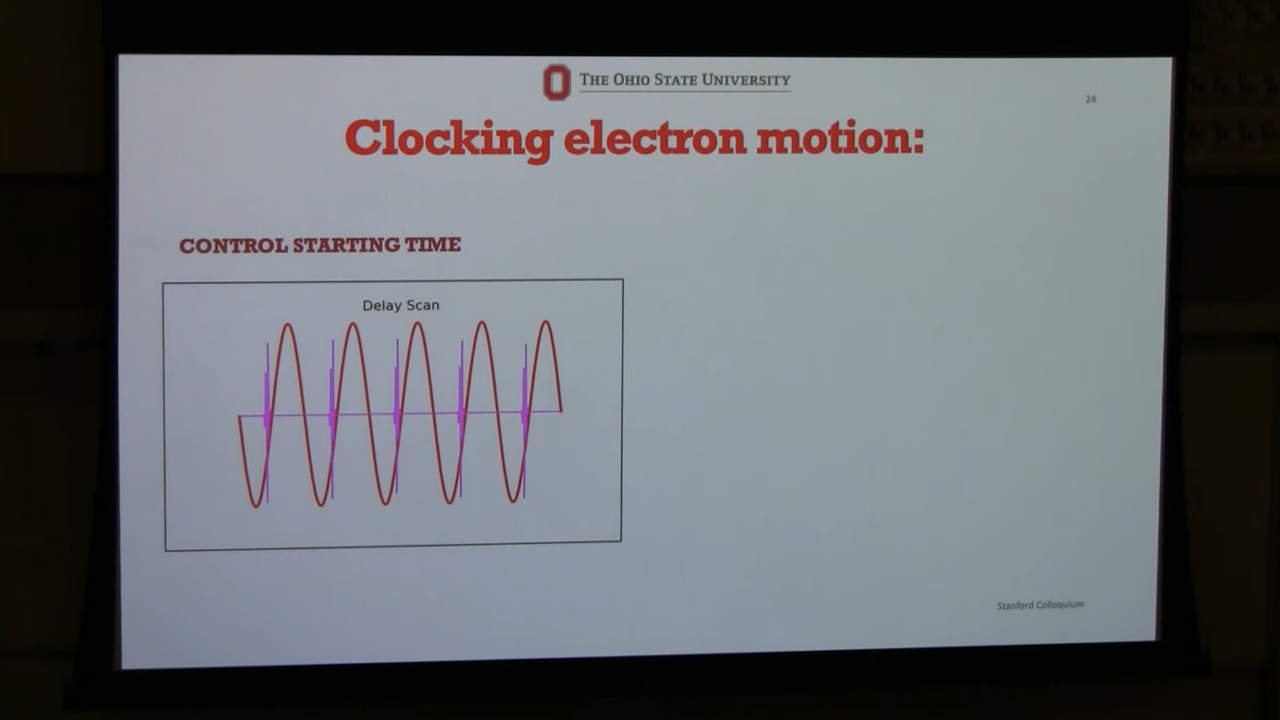 THE OHIO STATE UNIVERSITY
24
Clocking electron motion:
CONTROL STARTING TIME
Delay Scan
Stanford Colloquium